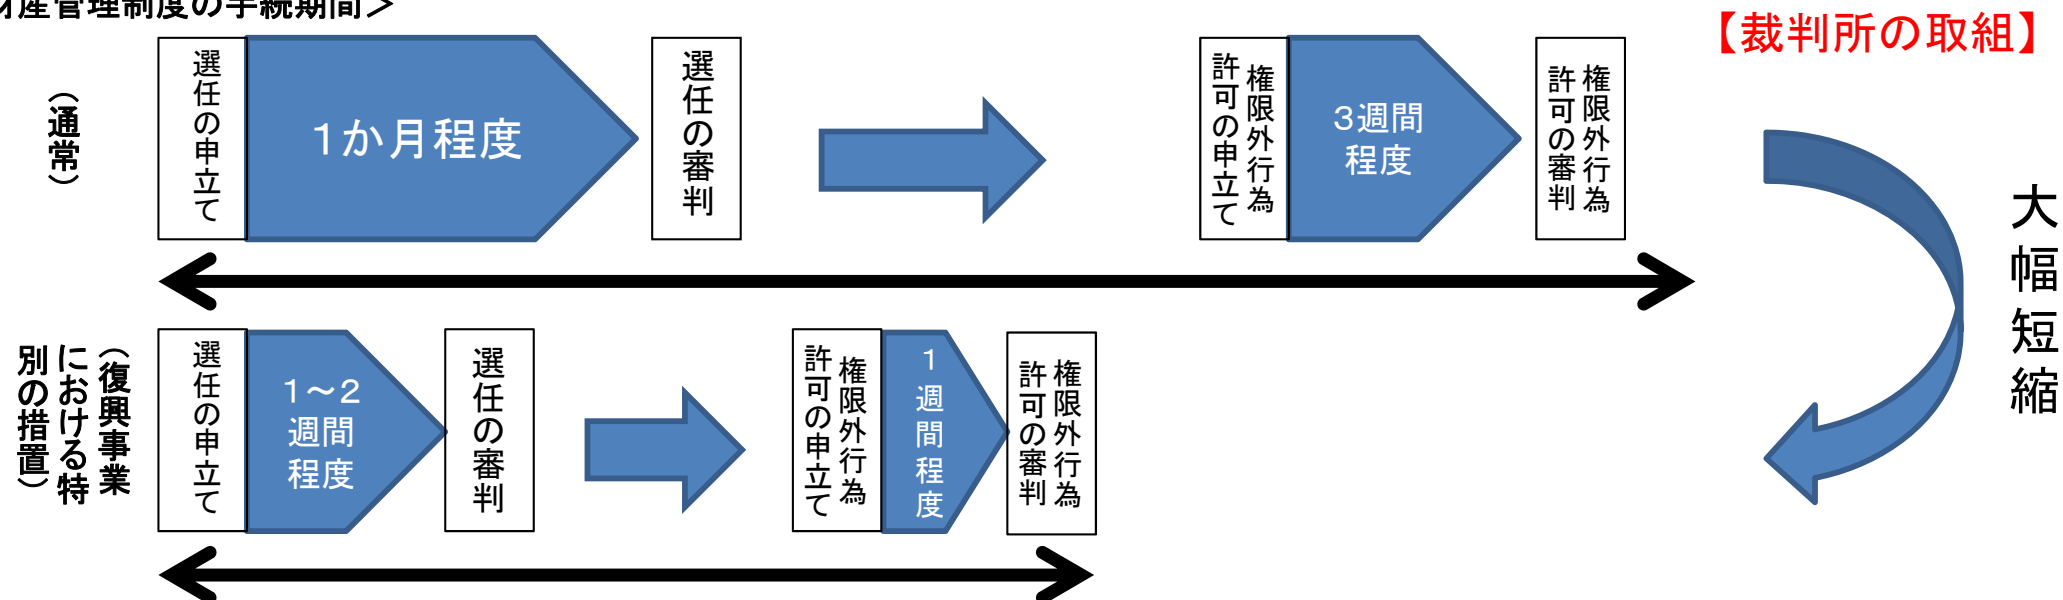 財産管理制度の手続期間＞
【裁判所の取組】
（通常）
選任の申立て
１か月程度
選任の審判
権限外行為
許可の申立て
３週間
程度
権限外行為
許可の審判
大幅短縮
（復興事業
における特
別の措置）
選任の申立て
１～２
週間
程度
選任の審判
権限外行為
許可の申立て
１週間程度
権限外行為
許可の審判